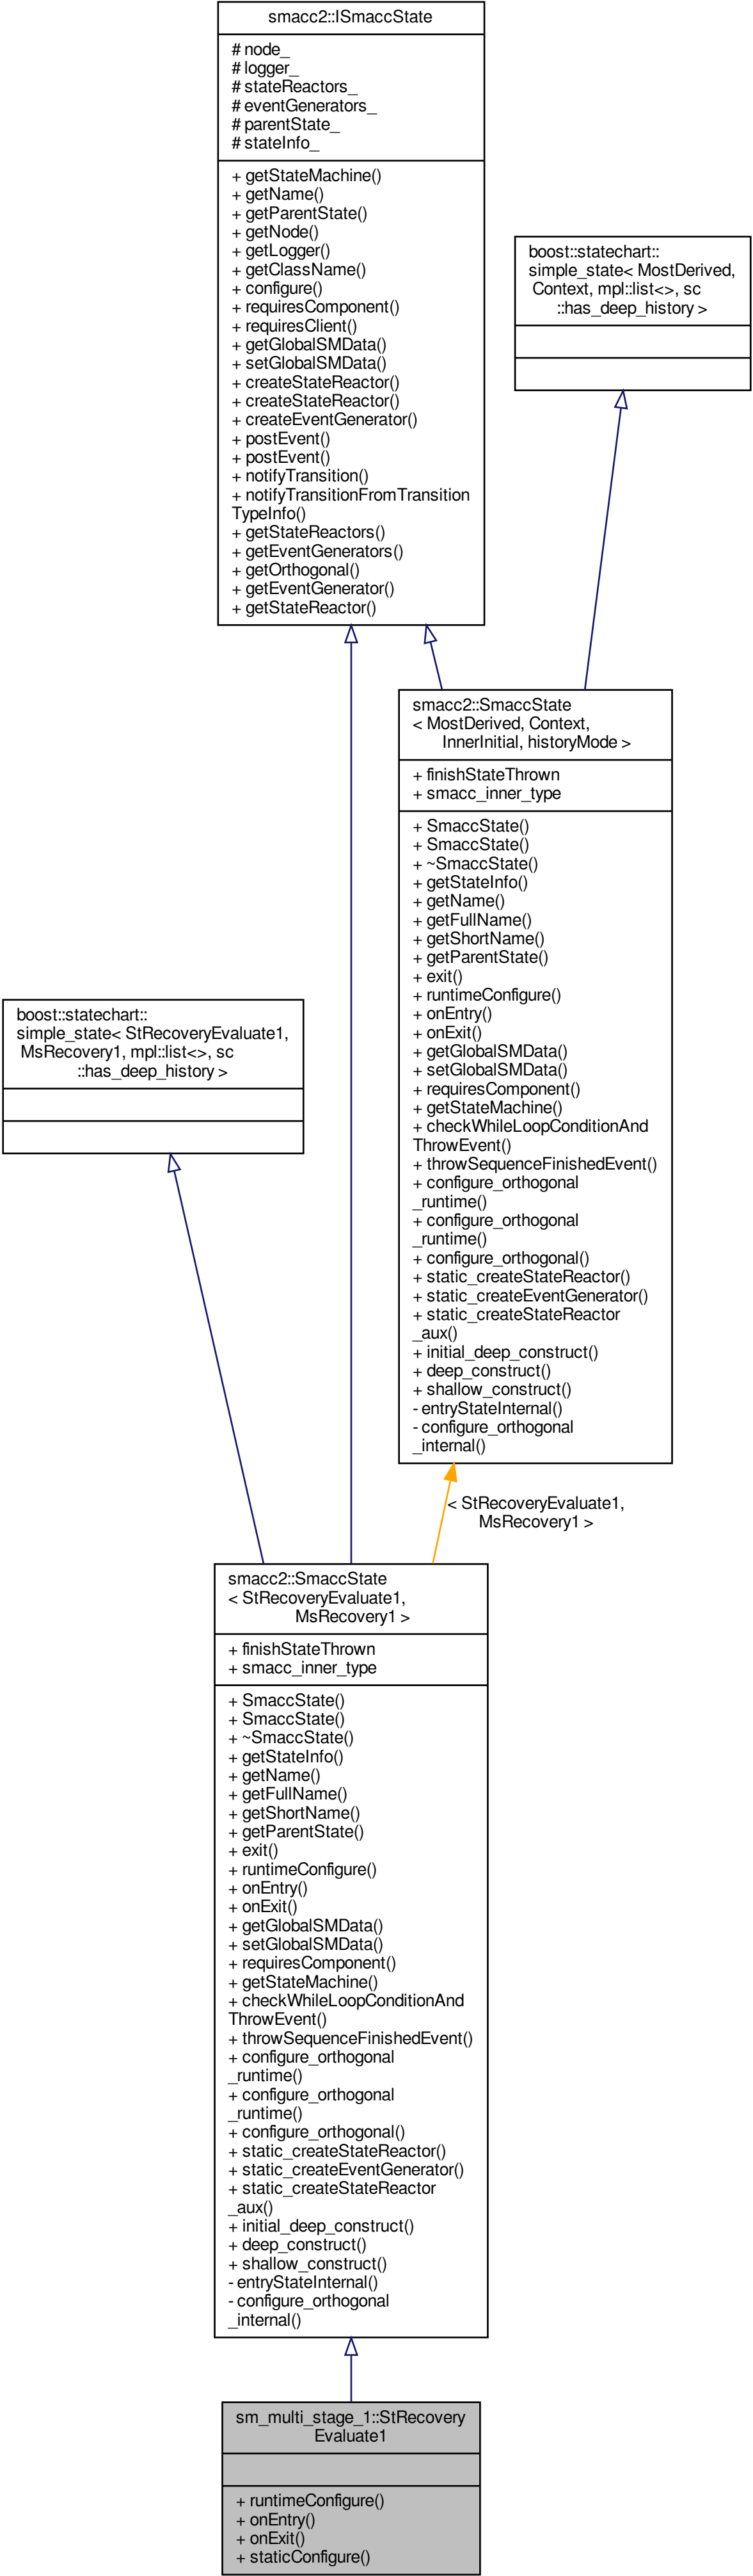 smacc2::ISmaccState
# node_
# logger_
# stateReactors_
# eventGenerators_
# parentState_
# stateInfo_
+ getStateMachine()
+ getName()
+ getParentState()
+ getNode()
+ getLogger()
+ getClassName()
+ configure()
+ requiresComponent()
+ requiresClient()
+ getGlobalSMData()
+ setGlobalSMData()
+ createStateReactor()
+ createStateReactor()
+ createEventGenerator()
+ postEvent()
+ postEvent()
+ notifyTransition()
+ notifyTransitionFromTransition
TypeInfo()
+ getStateReactors()
+ getEventGenerators()
+ getOrthogonal()
+ getEventGenerator()
+ getStateReactor()
boost::statechart::
simple_state< MostDerived,
Context, mpl::list<>, sc
::has_deep_history >
smacc2::SmaccState
< MostDerived, Context,
InnerInitial, historyMode >
+ finishStateThrown
+ smacc_inner_type
+ SmaccState()
+ SmaccState()
+ ~SmaccState()
+ getStateInfo()
+ getName()
+ getFullName()
+ getShortName()
+ getParentState()
+ exit()
+ runtimeConfigure()
+ onEntry()
+ onExit()
+ getGlobalSMData()
+ setGlobalSMData()
+ requiresComponent()
+ getStateMachine()
+ checkWhileLoopConditionAnd
ThrowEvent()
+ throwSequenceFinishedEvent()
+ configure_orthogonal
_runtime()
+ configure_orthogonal
_runtime()
+ configure_orthogonal()
+ static_createStateReactor()
+ static_createEventGenerator()
+ static_createStateReactor
_aux()
+ initial_deep_construct()
+ deep_construct()
+ shallow_construct()
- entryStateInternal()
- configure_orthogonal
_internal()
boost::statechart::
simple_state< StRecoveryEvaluate1,
MsRecovery1, mpl::list<>, sc
::has_deep_history >
< StRecoveryEvaluate1,
MsRecovery1 >
smacc2::SmaccState
< StRecoveryEvaluate1,
MsRecovery1 >
+ finishStateThrown
+ smacc_inner_type
+ SmaccState()
+ SmaccState()
+ ~SmaccState()
+ getStateInfo()
+ getName()
+ getFullName()
+ getShortName()
+ getParentState()
+ exit()
+ runtimeConfigure()
+ onEntry()
+ onExit()
+ getGlobalSMData()
+ setGlobalSMData()
+ requiresComponent()
+ getStateMachine()
+ checkWhileLoopConditionAnd
ThrowEvent()
+ throwSequenceFinishedEvent()
+ configure_orthogonal
_runtime()
+ configure_orthogonal
_runtime()
+ configure_orthogonal()
+ static_createStateReactor()
+ static_createEventGenerator()
+ static_createStateReactor
_aux()
+ initial_deep_construct()
+ deep_construct()
+ shallow_construct()
- entryStateInternal()
- configure_orthogonal
_internal()
sm_multi_stage_1::StRecovery
Evaluate1
+ runtimeConfigure()
+ onEntry()
+ onExit()
+ staticConfigure()